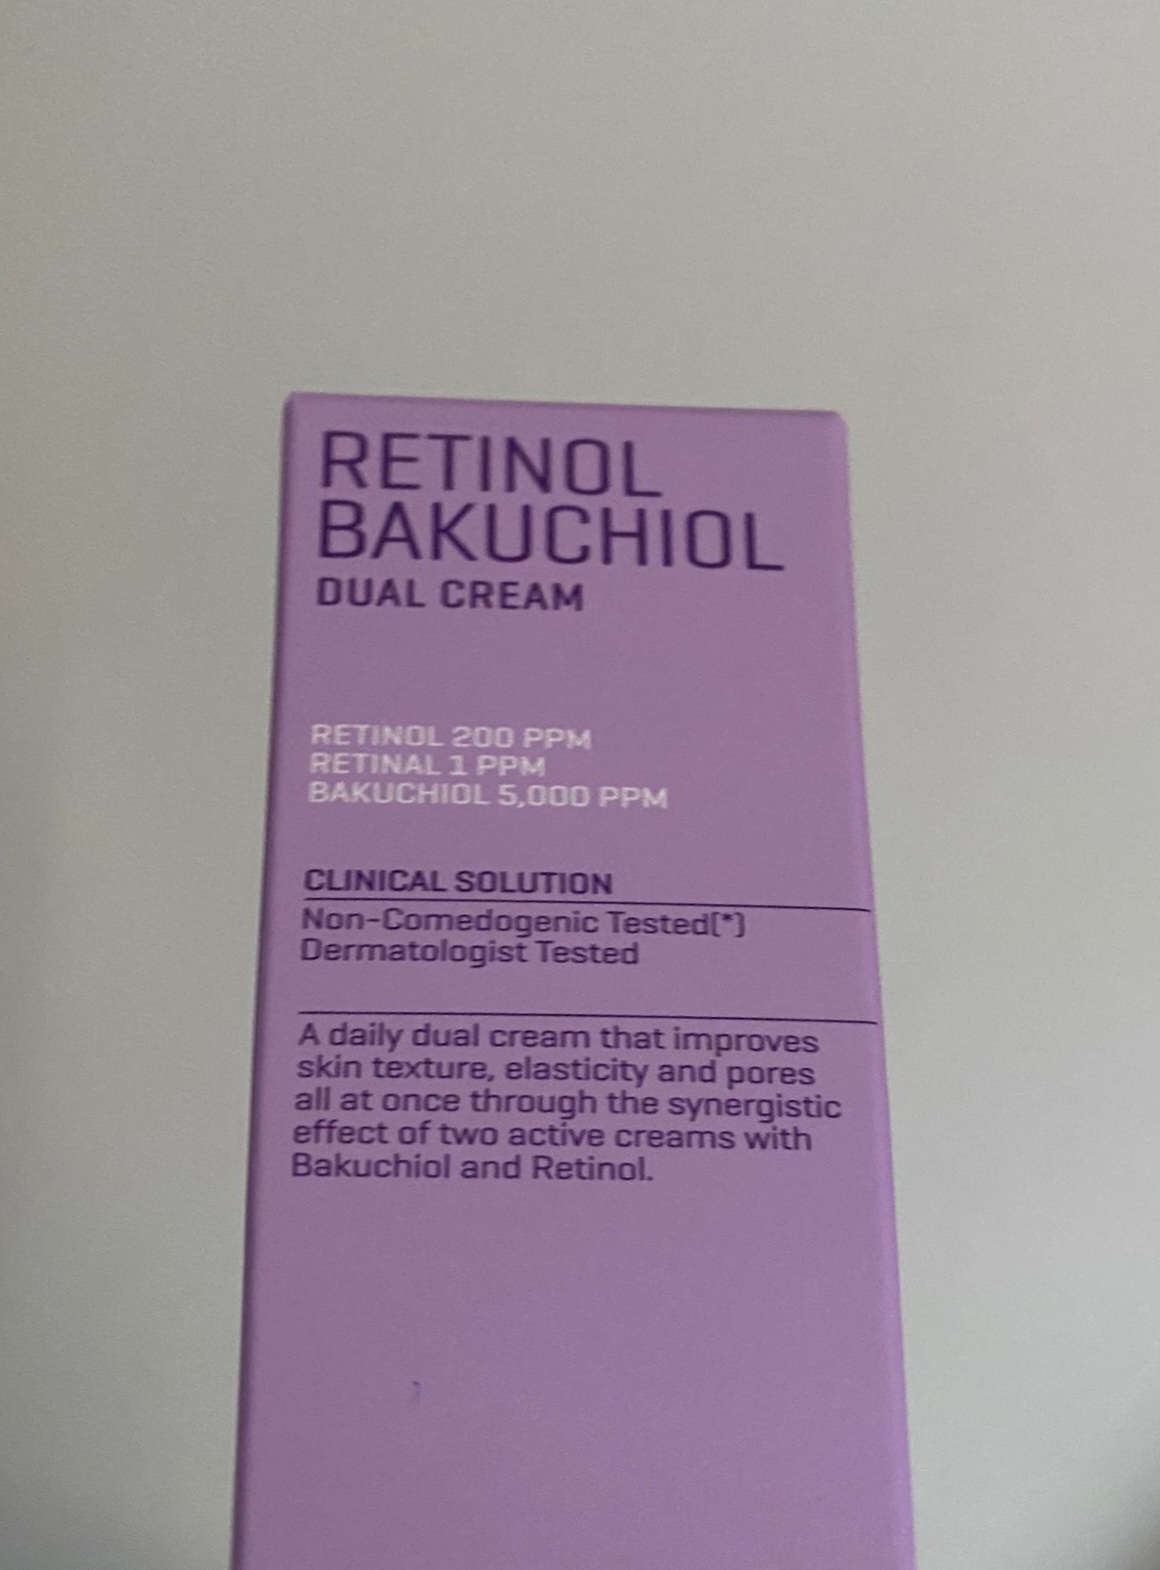 RETINOL
BAKUCHIOL
DUAL CREAM
RETINOL 200 PPM
RETINAL 1 PPM
BAKUCHIOL 5,000 PPM
CLINICAL SOLUTION
Non-Comedogenic Tested(*)
Dermatologist Tested
A daily dual cream that improves
skin texture, elasticity and pores
all at once through the synergistic
effect of two active creams with
Bakuchiol and Retinol.